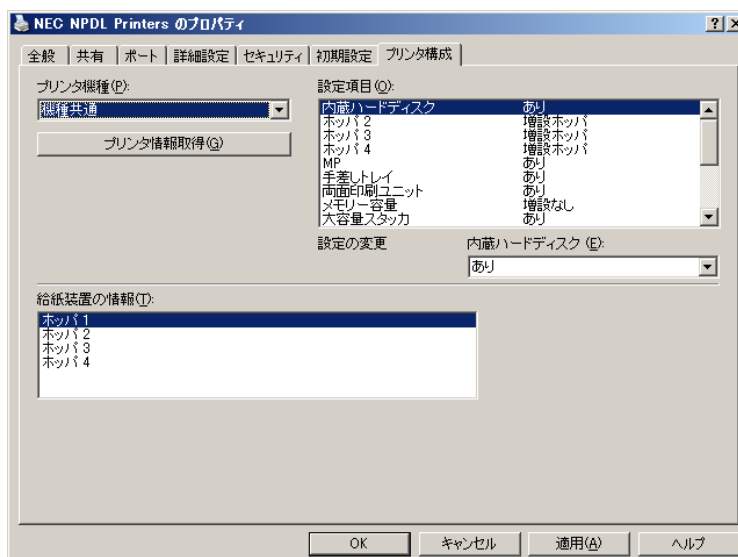 NEC NPDL Printers のプロパティ
全般 共有 ポート 詳細設定 セキュリティ 初期設定 プリンタ構成
プリンタ機種(P):
機種共通
プリンタ情報取得(G)
設定項目(O):
内蔵ハードディスク あり
ホッパ 2 増設ホッパ
ホッパ 3 増設ホッパ
ホッパ 4 増設ホッパ
MP あり
手差しトレイ あり
両面印刷ユニット あり
メモリー容量 増設なし
大容量スタッカ あり
設定の変更 内蔵ハードディスク (E):
あり
給紙装置の情報(T):
ホッパ 1
ホッパ 2
ホッパ 3
ホッパ 4
OK キャンセル 適用(A) ヘルプ